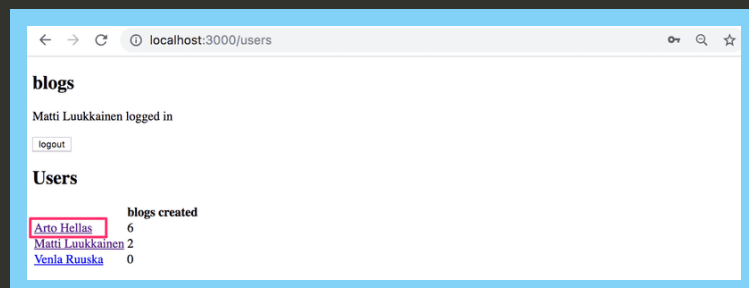 localhost:3000/users
blogs
Matti Luukkainen logged in
logout
Users
blogs created
Arto Hellas 6
Matti Luukkainen 2
Venla Ruuska 0